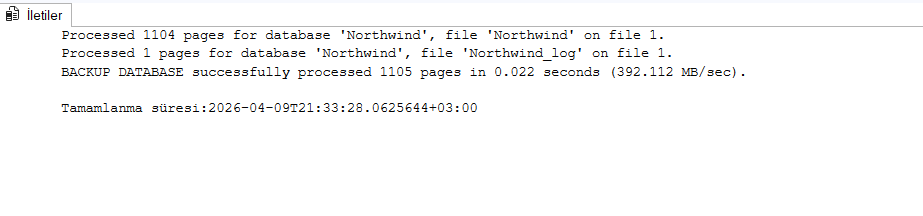 İletiler
Processed 1104 pages for database 'Northwind', file 'Northwind' on file 1.
Processed 1 pages for database 'Northwind', file 'Northwind_log' on file 1.
BACKUP DATABASE successfully processed 1105 pages in 0.022 seconds (392.112 MB/sec).
Tamamlanma süresi:2026-04-09T21:33:28.0625644+03:00